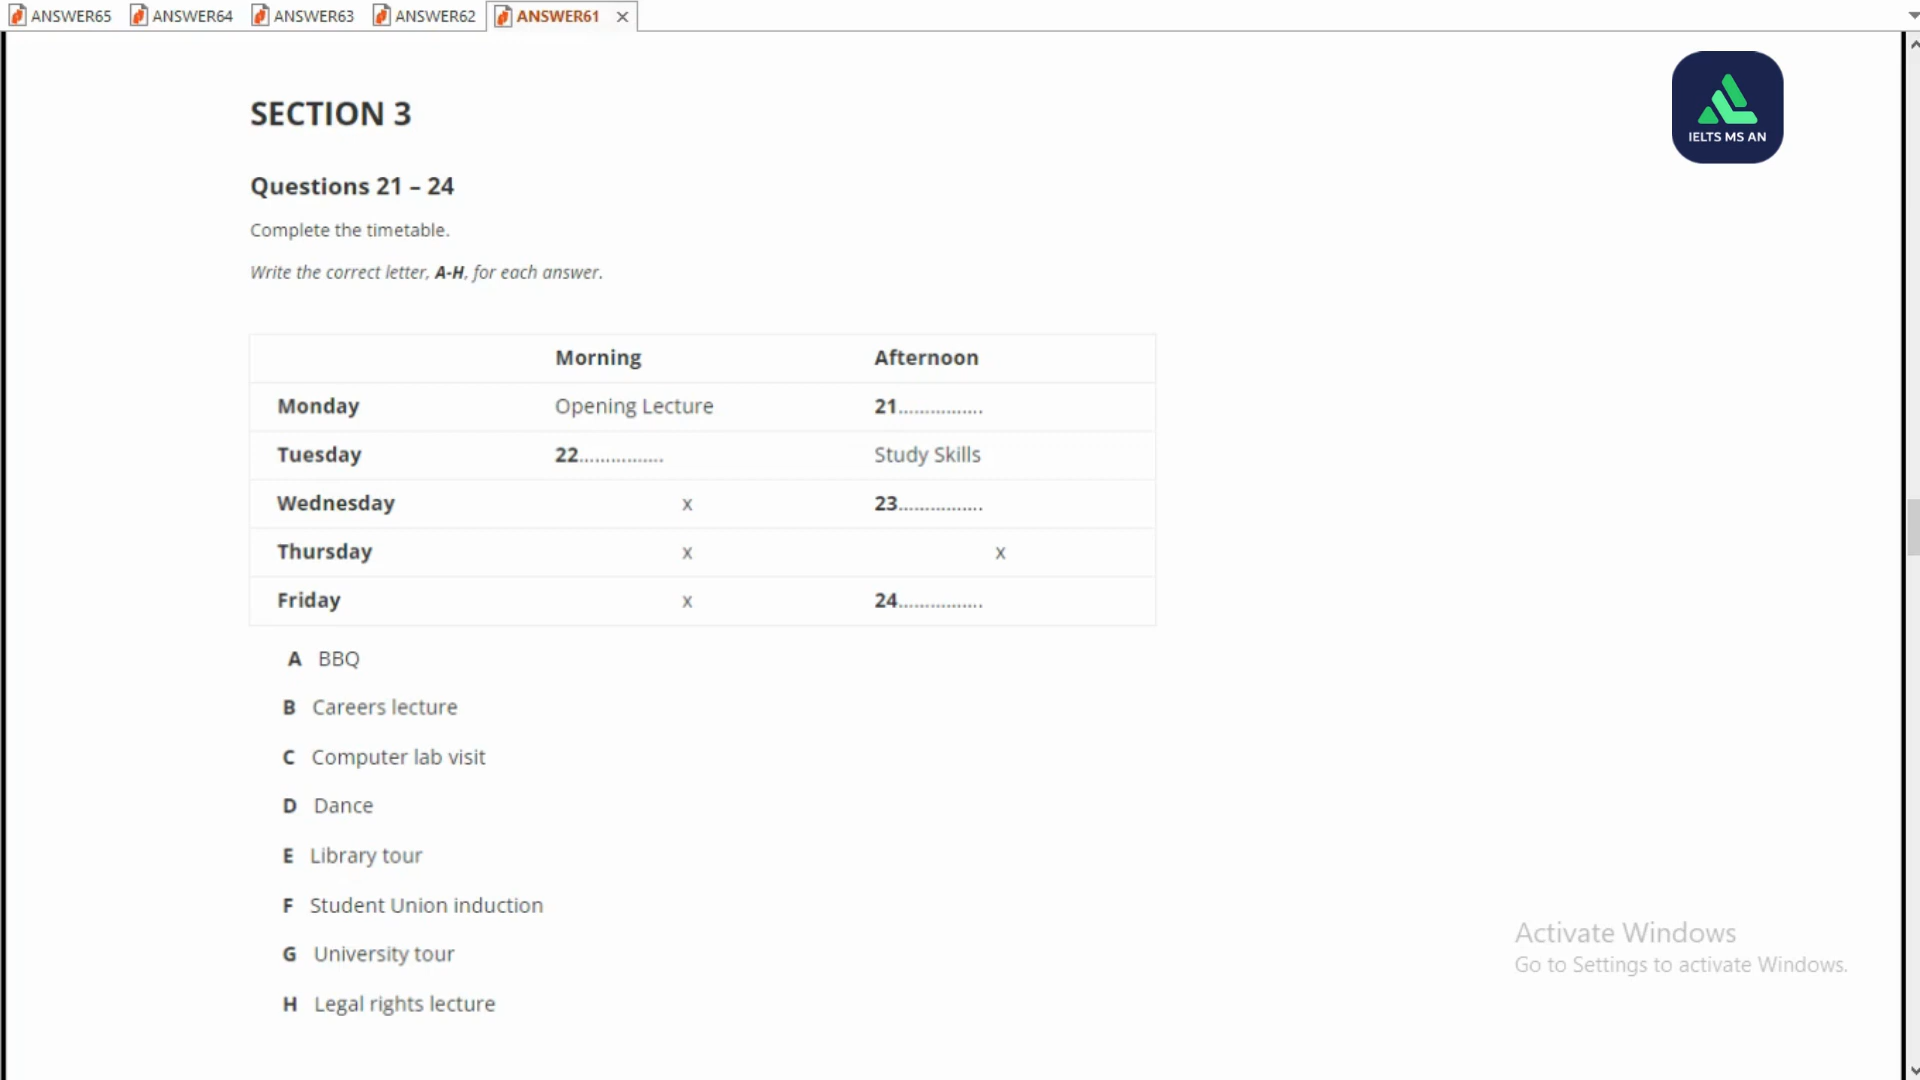 ANSWER65 ANSWER64 ANSWER63 ANSWER62 ANSWER61
IELTS MS AN
SECTION 3
Questions 21 – 24
Complete the timetable.
Write the correct letter, A-H, for each answer.
Morning Afternoon
Monday Opening Lecture 21................
Tuesday 22................ Study Skills
Wednesday x 23................
Thursday x x
Friday x 24................
A BBQ
B Careers lecture
C Computer lab visit
D Dance
E Library tour
F Student Union induction
G University tour
H Legal rights lecture
Activate Windows
Go to Settings to activate Windows.